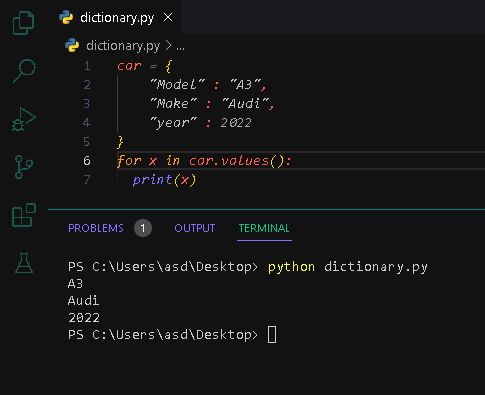 dictionary.py ×
dictionary.py > ...
1 car = {
2 "Model" : "A3",
3 "Make" : "Audi",
4 "year" : 2022
5 }
6 for x in car.values():
7 print(x)
PROBLEMS 1 OUTPUT TERMINAL
PS C:\Users\asd\Desktop> python dictionary.py
A3
Audi
2022
PS C:\Users\asd\Desktop>